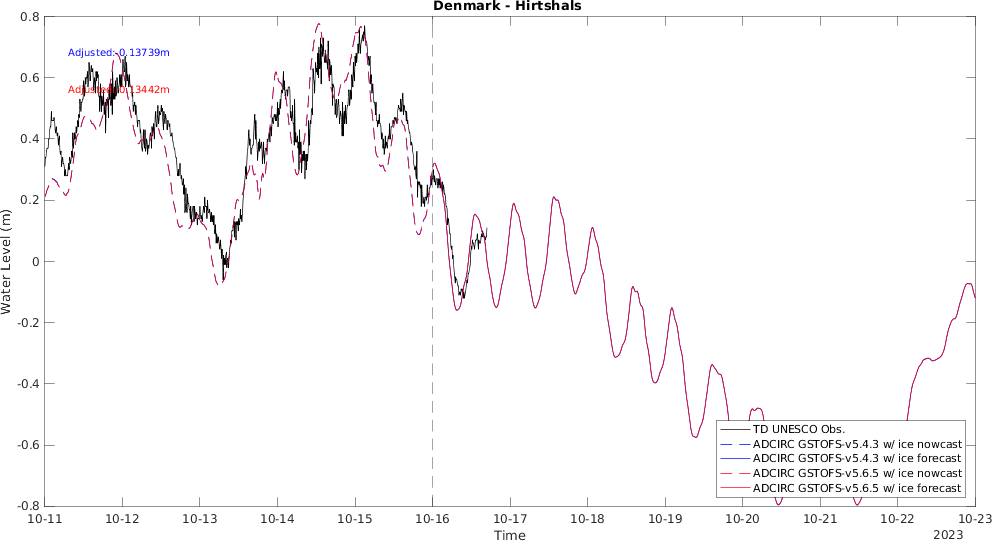 Denmark - Hirtshals
Adjusted:-0.13739m
Adjusted:-0.13442m
Water Level (m)
0.8
0.6
0.4
0.2
0
-0.2
-0.4
-0.6
-0.8
TD UNESCO Obs.
ADCIRC GSTOFS-v5.4.3 w/ ice nowcast
ADCIRC GSTOFS-v5.4.3 w/ ice forecast
ADCIRC GSTOFS-v5.6.5 w/ ice nowcast
ADCIRC GSTOFS-v5.6.5 w/ ice forecast
10-11 10-12 10-13 10-14 10-15 10-16 10-17 10-18 10-19 10-20 10-21 10-22 10-23
Time
2023